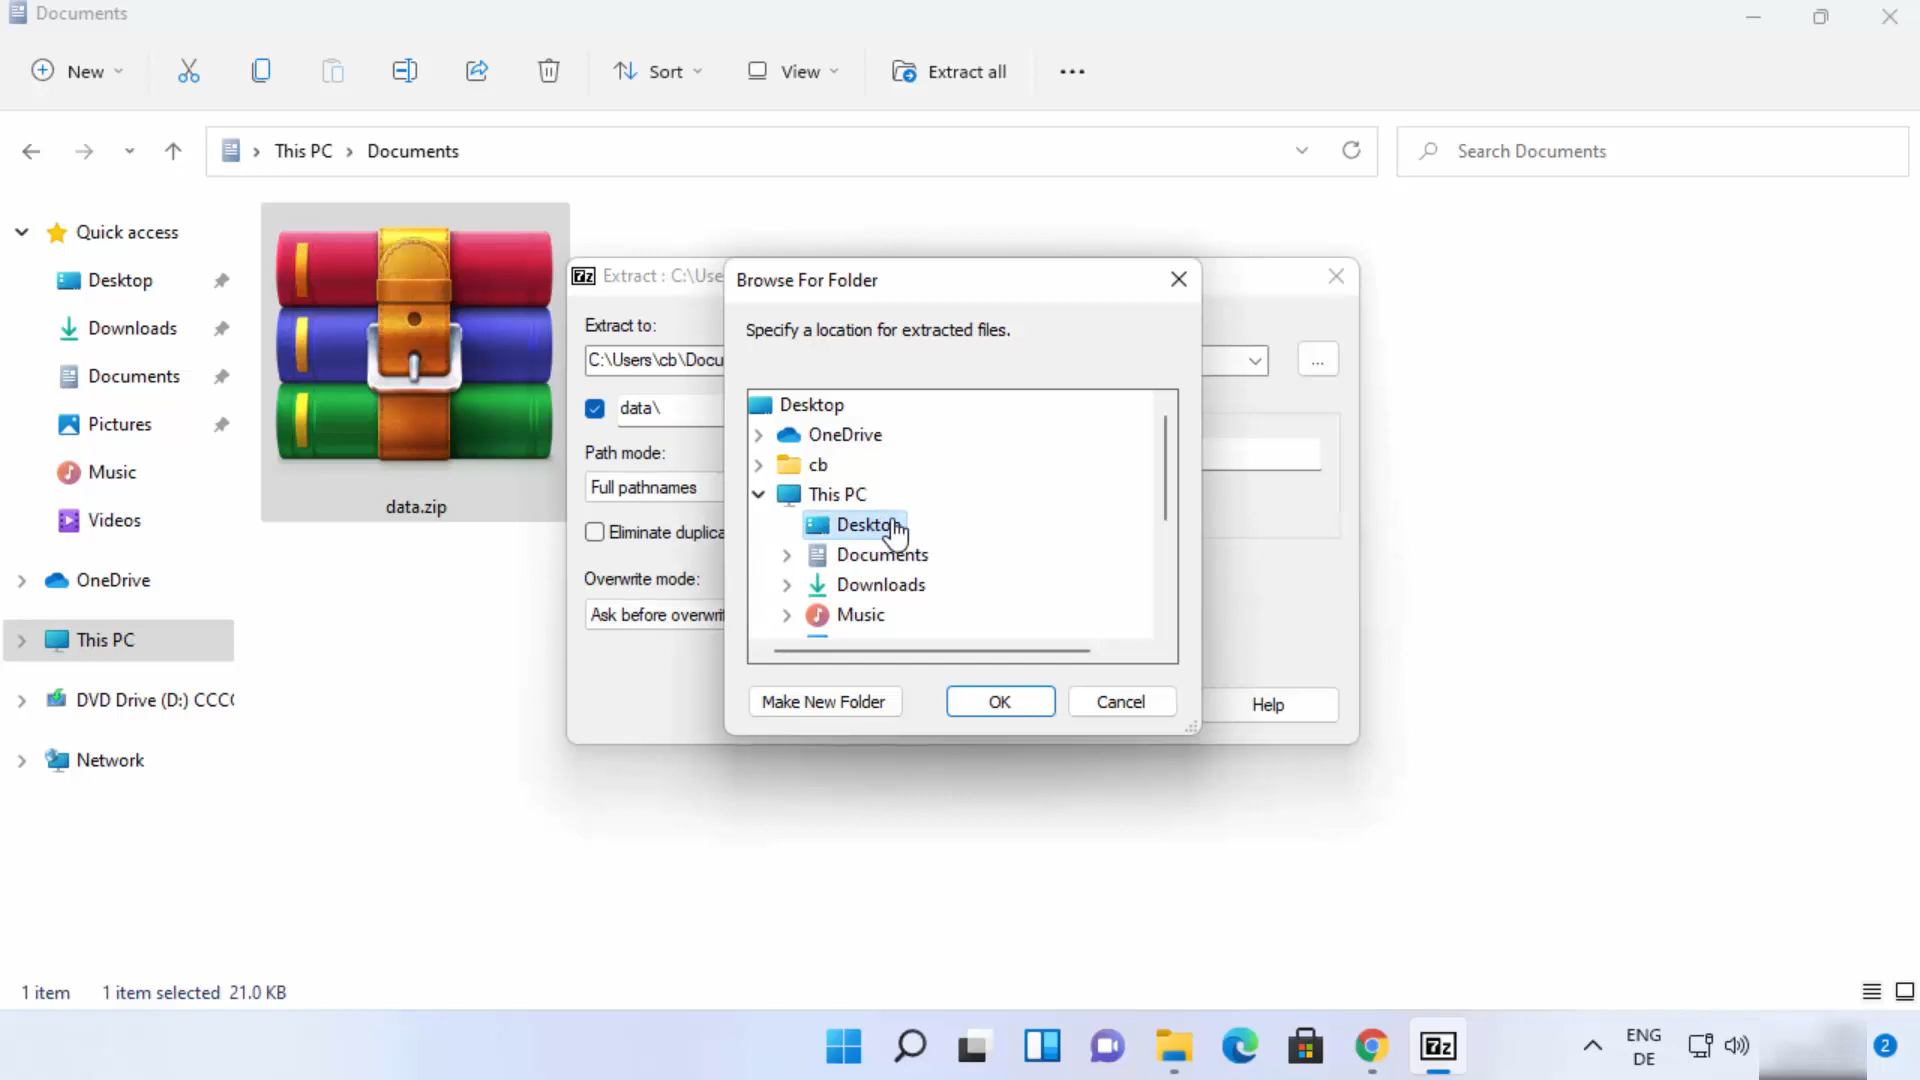 Documents
New
Sort
View
Extract all
This PC
Documents
Search Documents
Quick access
Desktop
Downloads
Documents
Pictures
Music
Videos
OneDrive
This PC
DVD Drive (D:) CCC
Network
data.zip
7z
Extract : C:\Use
Extract to:
C:\Users\cb\Docu
...
data\
Path mode:
Full pathnames
Eliminate duplica
Overwrite mode:
Ask before overwri
Help
Browse For Folder
Specify a location for extracted files.
Desktop
OneDrive
cb
This PC
Desktop
Documents
Downloads
Music
Make New Folder
OK
Cancel
1 item
1 item selected 21.0 KB
7z
ENG
DE
2